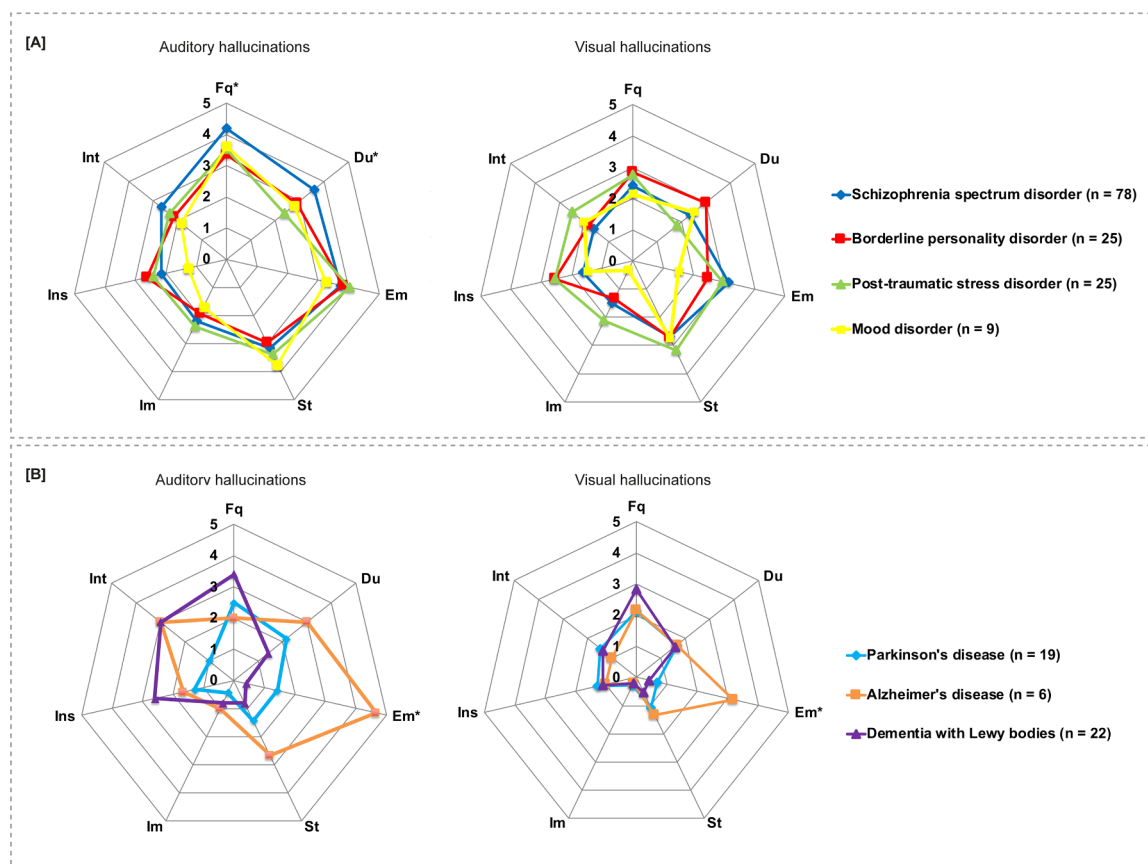 [A]
Auditory hallucinations
Visual hallucinations
Fq*
Du*
Em
St
Im
Ins
Int
5
4
3
2
1
0
Fq
Du
Em
St
Im
Ins
Int
5
4
3
2
1
0
Schizophrenia spectrum disorder (n = 78)
Borderline personality disorder (n = 25)
Post-traumatic stress disorder (n = 25)
Mood disorder (n = 9)
[B]
Auditory hallucinations
Visual hallucinations
Fq
Du
Em*
St
Im
Ins
Int
5
4
3
2
1
0
Fq
Du
Em*
St
Im
Ins
Int
5
4
3
2
1
0
Parkinson's disease (n = 19)
Alzheimer's disease (n = 6)
Dementia with Lewy bodies (n = 22)